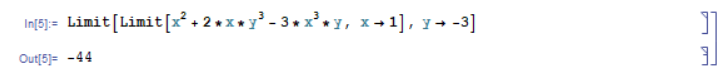 In[5]:= Limit[Limit[x² + 2 * x * y³ - 3 * x³ * y, x → 1], y → -3]
Out[5]= -44